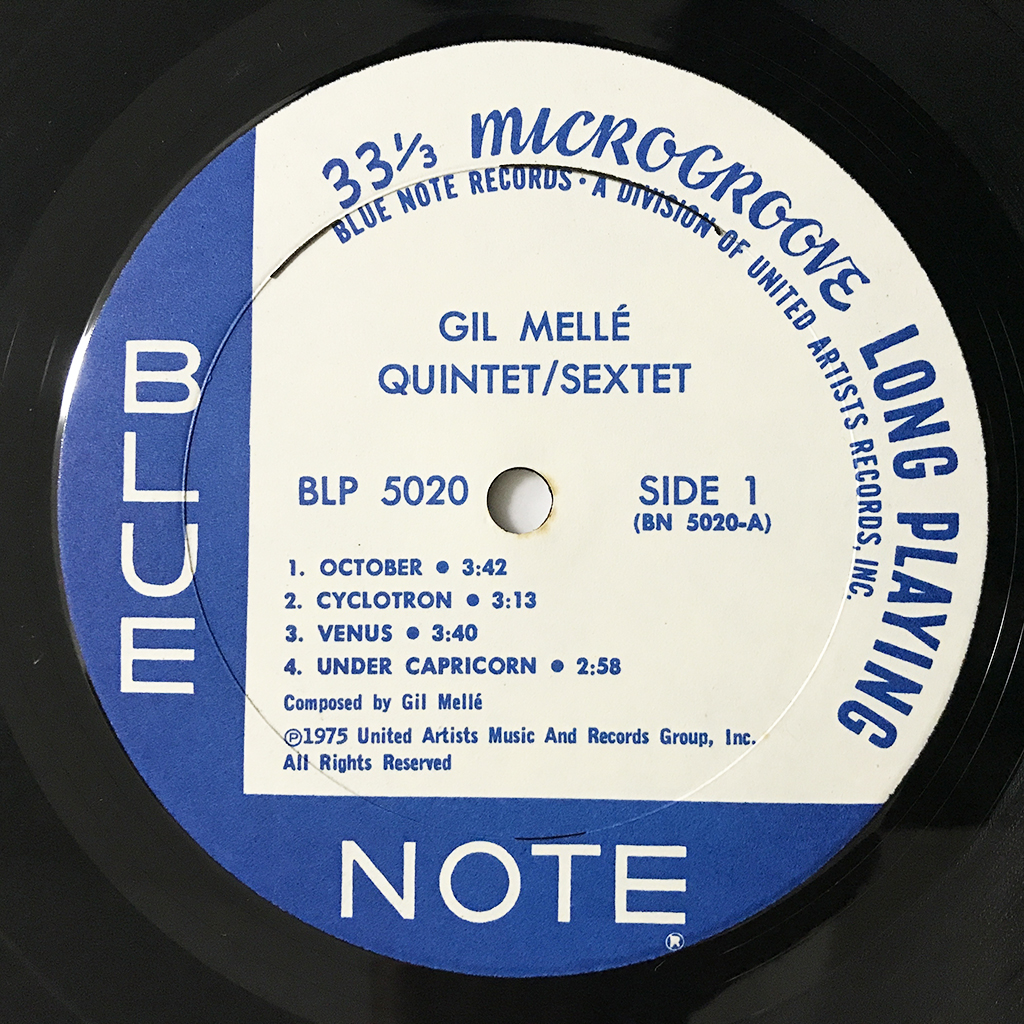 33⅓ MICROGROOVE LONG PLAYING
BLUE NOTE RECORDS · A DIVISION OF UNITED ARTISTS RECORDS, INC.
GIL MELLÉ
QUINTET/SEXTET
BLP 5020 SIDE 1
(BN 5020-A)
1. OCTOBER • 3:42
2. CYCLOTRON • 3:13
3. VENUS • 3:40
4. UNDER CAPRICORN • 2:58
Composed by Gil Mellé
℗1975 United Artists Music And Records Group, Inc.
All Rights Reserved
BLUE
NOTE
®